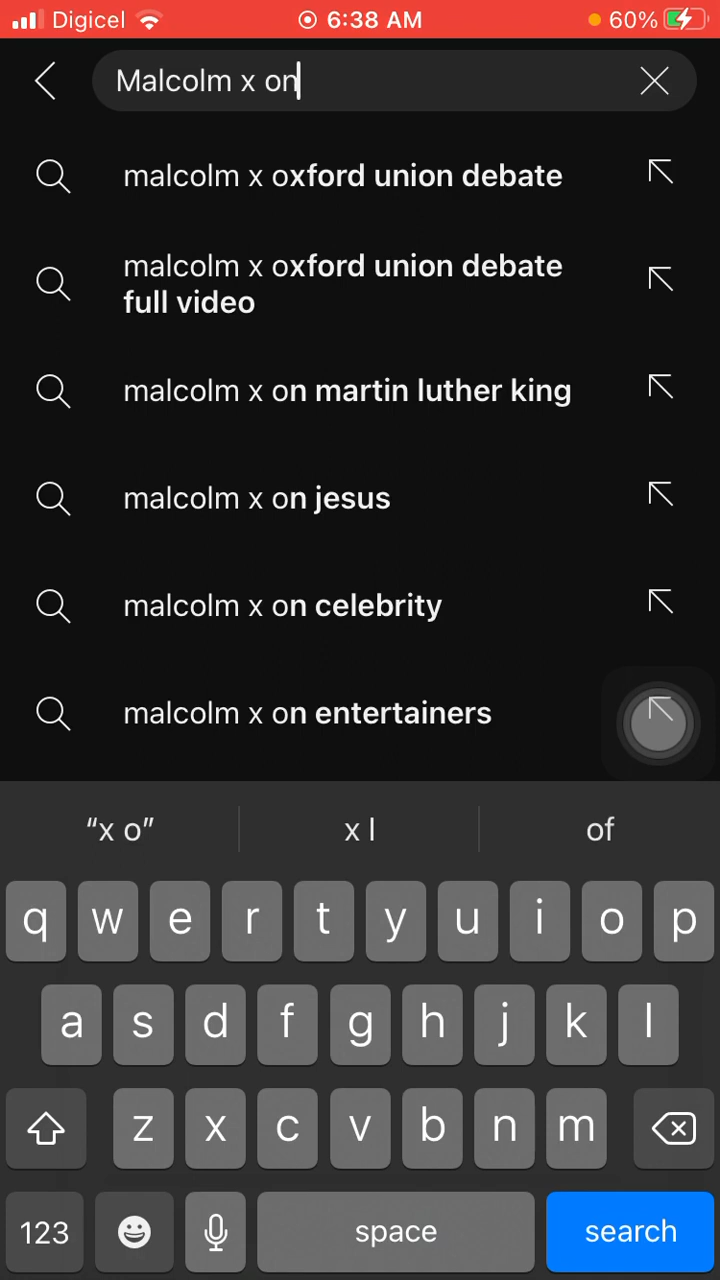 Digicel 6:38 AM 60%
Malcolm x on
malcolm x oxford union debate
malcolm x oxford union debate
full video
malcolm x on martin luther king
malcolm x on jesus
malcolm x on celebrity
malcolm x on entertainers
“x o” x I of
q w e r t y u i o p
a s d f g h j k l
z x c v b n m
123 space search